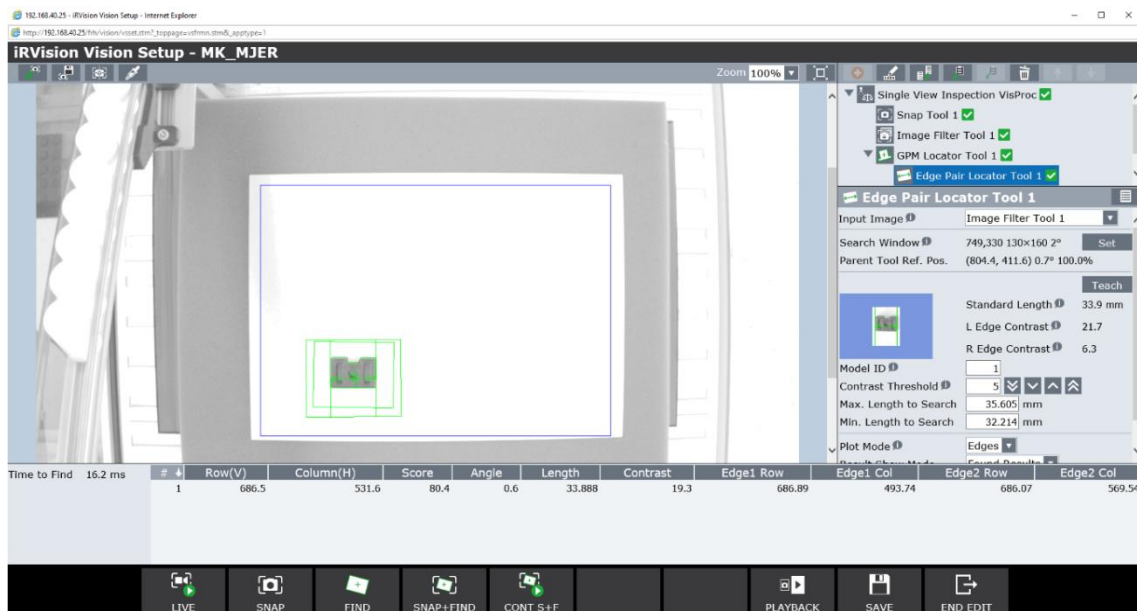 192.168.40.25 - iRVision Vision Setup - Internet Explorer
http://192.168.40.25/frh/vision/vsset.stm?_toppage=vsfrmn.stm&_apptype=1
iRVision Vision Setup - MK_MJER
Zoom 100%
Single View Inspection VisProc
Snap Tool 1
Image Filter Tool 1
GPM Locator Tool 1
Edge Pair Locator Tool 1
Edge Pair Locator Tool 1
Input Image Image Filter Tool 1
Search Window 749,330 130×160 2° Set
Parent Tool Ref. Pos. (804.4, 411.6) 0.7° 100.0%
Teach
Standard Length 33.9 mm
L Edge Contrast 21.7
R Edge Contrast 6.3
Model ID 1
Contrast Threshold 5
Max. Length to Search 35.605 mm
Min. Length to Search 32.214 mm
Plot Mode Edges
Result Show Mode Found Results
Time to Find 16.2 ms
# Row(V) Column(H) Score Angle Length Contrast Edge1 Row Edge1 Col Edge2 Row Edge2 Col
1 686.5 531.6 80.4 0.6 33.888 19.3 686.89 493.74 686.07 569.54
LIVE SNAP FIND SNAP+FIND CONT S+F PLAYBACK SAVE END EDIT